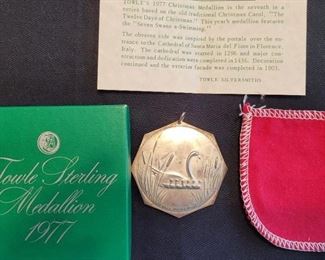 TOWLE'S 1977 Christmas Medallion is the seventh in a
series based on the old traditional Christmas Carol, "The
Twelve Days of Christmas." This year's medallion features
the "Seven Swans a-Swimming."
The obverse side was inspired by the portals over the en-
trance to the Cathedral of Santa Maria del Fiore in Florence,
Italy. The cathedral was started in 1296 and major con-
struction and dedication were completed in 1436. Decoration
continued and the exterior facade was completed in 1903.
TOWLE SILVERSMITHS
Towle Sterling
Medallion
1977